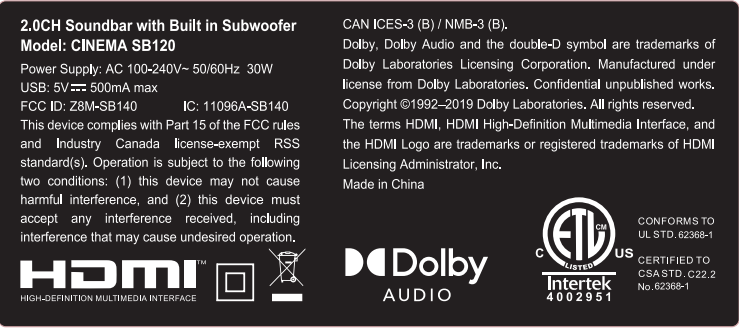 2.0CH Soundbar with Built in Subwoofer
Model: CINEMA SB120
Power Supply: AC 100-240V~ 50/60Hz 30W
USB: 5V⎓ 500mA max
FCC ID: Z8M-SB140 IC: 11096A-SB140
This device complies with Part 15 of the FCC rules
and Industry Canada license-exempt RSS
standard(s). Operation is subject to the following
two conditions: (1) this device may not cause
harmful interference, and (2) this device must
accept any interference received, including
interference that may cause undesired operation.
HDMI™
HIGH-DEFINITION MULTIMEDIA INTERFACE
CAN ICES-3 (B) / NMB-3 (B).
Dolby, Dolby Audio and the double-D symbol are trademarks of
Dolby Laboratories Licensing Corporation. Manufactured under
license from Dolby Laboratories. Confidential unpublished works.
Copyright ©1992–2019 Dolby Laboratories. All rights reserved.
The terms HDMI, HDMI High-Definition Multimedia Interface, and
the HDMI Logo are trademarks or registered trademarks of HDMI
Licensing Administrator, Inc.
Made in China
Dolby
AUDIO
ETL CM
C US
LISTED
Intertek
4002951
CONFORMS TO
UL STD. 62368-1
CERTIFIED TO
CSA STD. C22.2
No. 62368-1